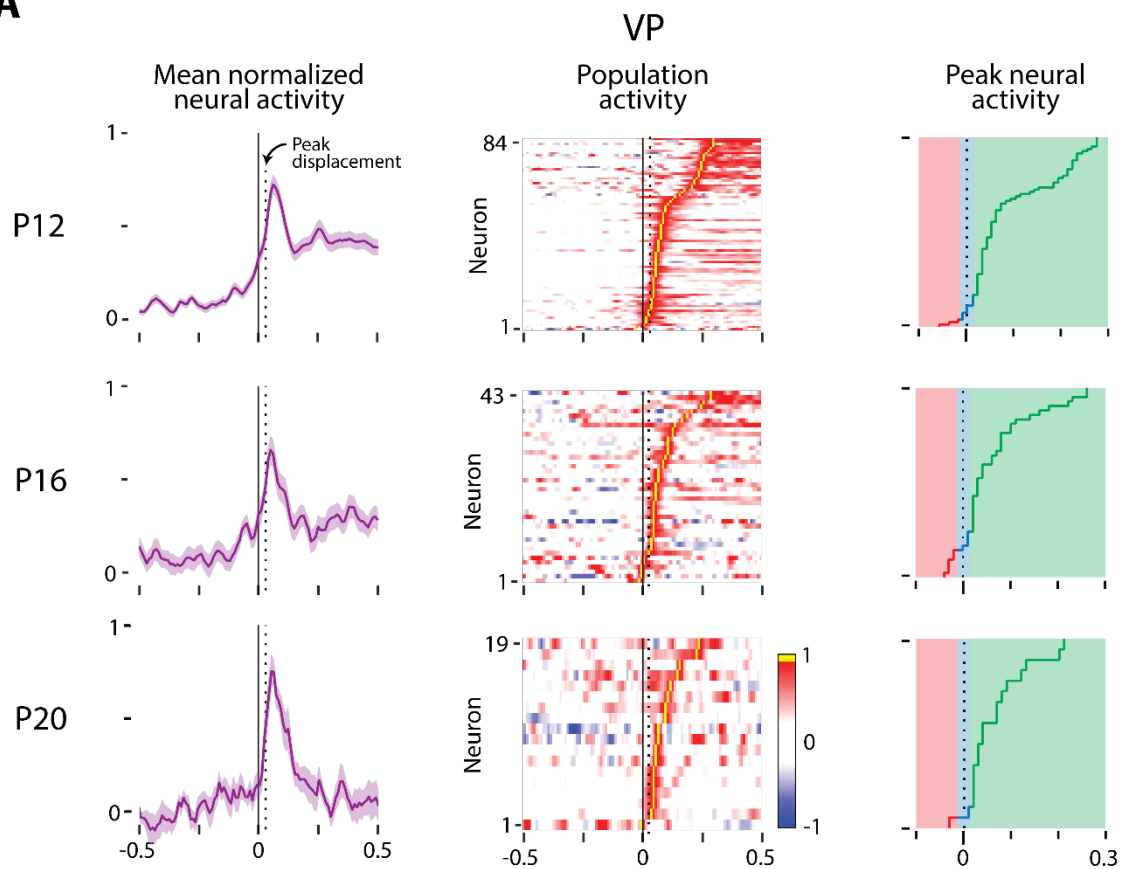 A
VP
Mean normalized
neural activity
Population
activity
Peak neural
activity
P12
1
0
Peak
displacement
Neuron
84
1
P16
1
0
Neuron
43
1
P20
1
0
-0.5
0
0.5
Neuron
19
1
-0.5
0
0.5
1
0
-1
0
0.3